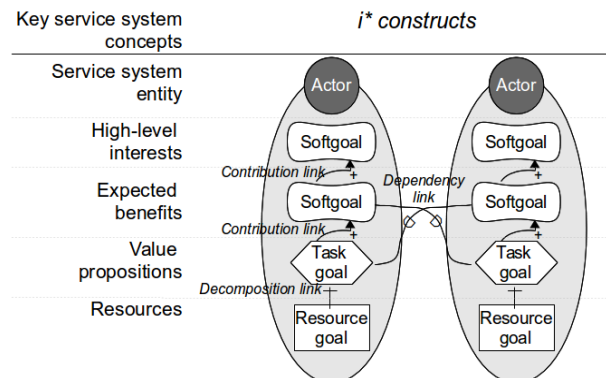 Key service system
concepts
i* constructs
Service system
entity
Actor
Actor
High-level
interests
Softgoal
Softgoal
Contribution link
+
+
Dependency
link
Expected
benefits
Softgoal
Softgoal
Contribution link
+
+
Value
propositions
Task
goal
Task
goal
Decomposition link
Resources
Resource
goal
Resource
goal